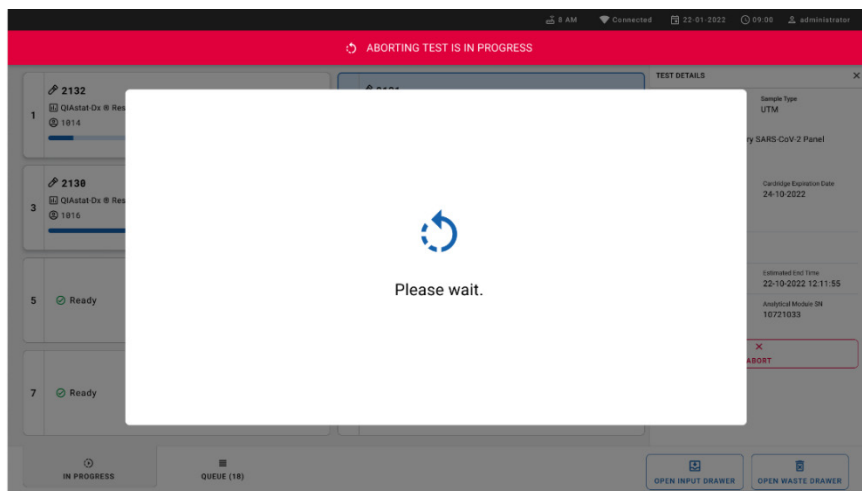 8 AM Connected 22-01-2022 09:06 administrator
ABORTING TEST IS IN PROGRESS
TEST DETAILS
1
2132
QIAstat-Dx ® Res
1014
3
2130
QIAstat-Dx ® Res
1016
5 Ready
7 Ready
Please wait.
Sample Type
UTM
ry SARS-CoV-2 Panel
Cartridge Expiration Date
24-10-2022
Estimated End Time
22-10-2022 12:11:55
Analytical Module SN
10721033
ABORT
IN PROGRESS
QUEUE (18)
OPEN INPUT DRAWER
OPEN WASTE DRAWER